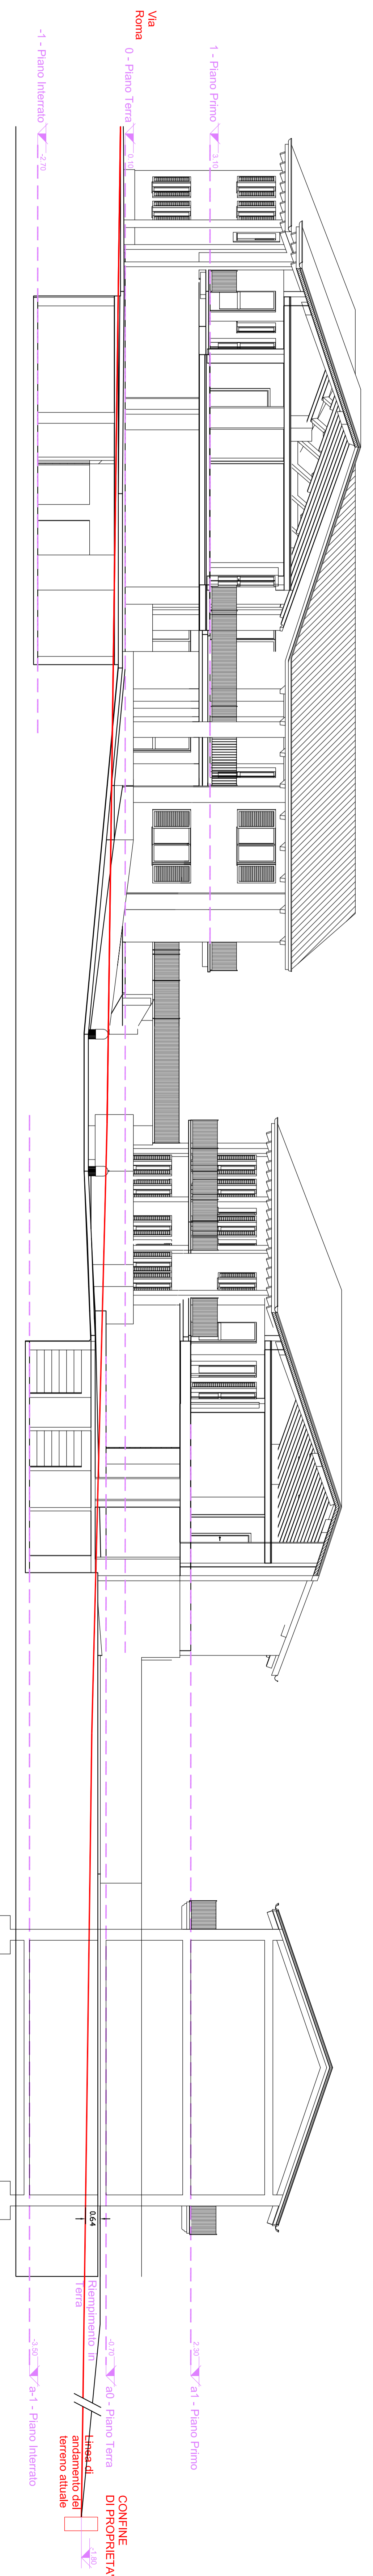 Via
Roma
1 - Piano Primo
3.10
0 - Piano Terra
0.10
-1 - Piano Interrato
-2.70
2.30
a1 - Piano Primo
0.64
Riempimento in
Terra
-0.70
a0 - Piano Terra
-3.50
a-1 - Piano Interrato
Linea di
andamento del
terreno attuale
CONFINE
DI PROPRIETA'
-1.80